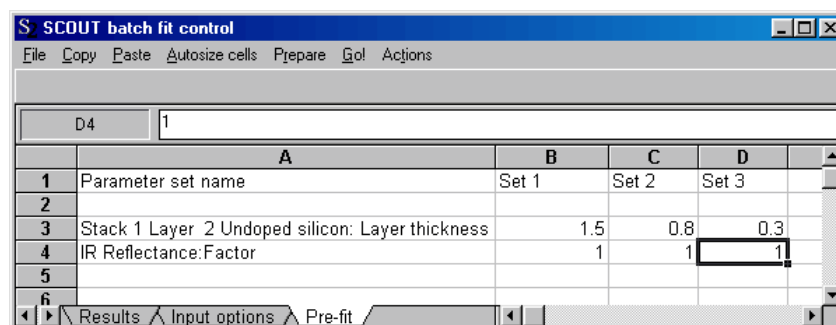 S2 SCOUT batch fit control
File Copy Paste Autosize cells Prepare Go! Actions
D4 1
A B C D
1 Parameter set name Set 1 Set 2 Set 3
2
3 Stack 1 Layer 2 Undoped silicon: Layer thickness 1.5 0.8 0.3
4 IR Reflectance:Factor 1 1 1
5
6
Results Input options Pre-fit